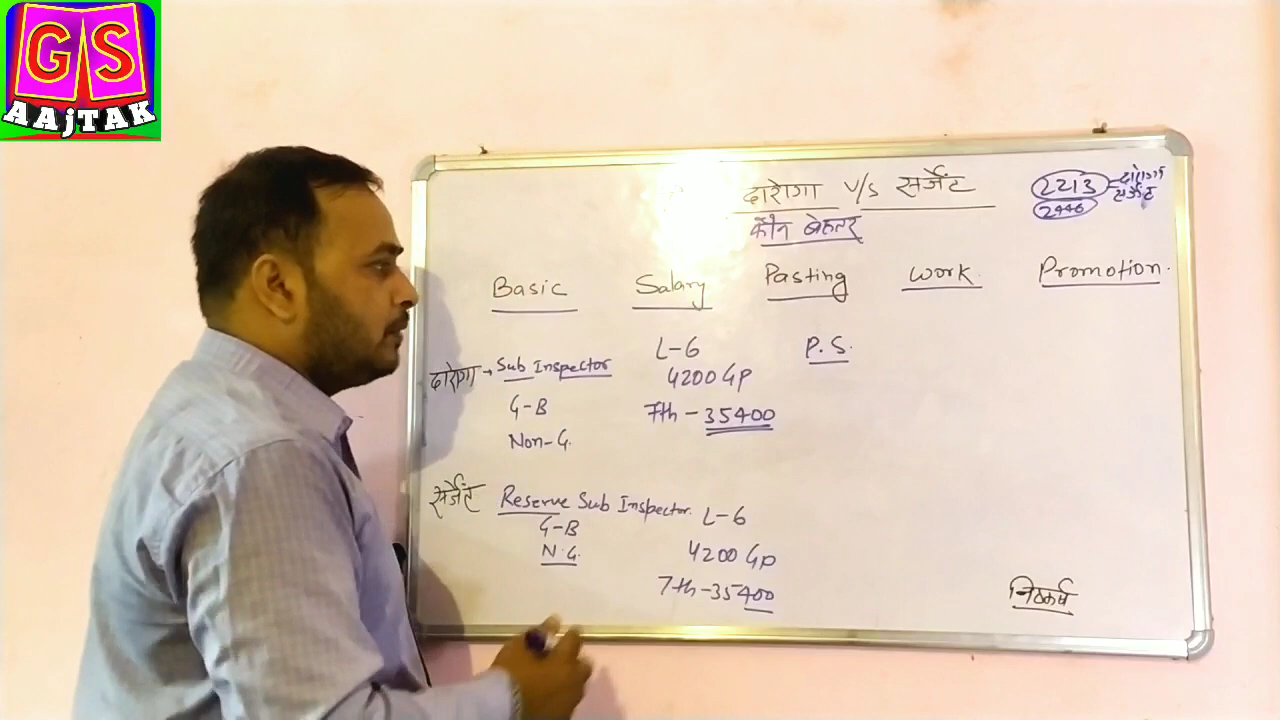 GS
AAjTAK
दारोगा v/s सर्जेंट
कौन बेहतर
2213 दारोगा
सर्जेंट
2446
Basic Salary Pasting Work Promotion.
दारोगा → Sub Inspector
G-B
Non-G.
L-6
4200 GP
7th - 35400
P.S.
सर्जेंट Reserve Sub Inspector.
G-B
N.G.
L-6
4200 GP
7th - 35400
निष्कर्ष